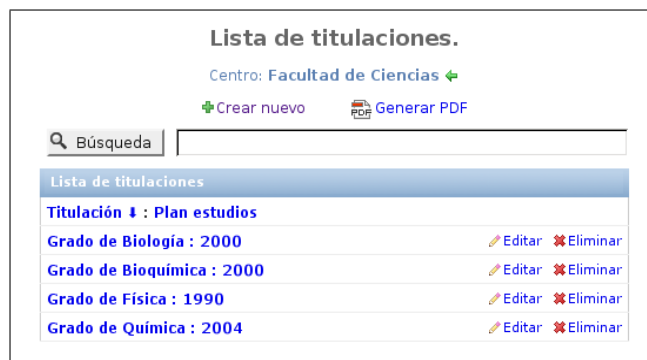 Lista de titulaciones.
Centro: Facultad de Ciencias
Crear nuevo PDF Generar PDF
Búsqueda
Lista de titulaciones
Titulación : Plan estudios
Grado de Biología : 2000 Editar Eliminar
Grado de Bioquímica : 2000 Editar Eliminar
Grado de Física : 1990 Editar Eliminar
Grado de Química : 2004 Editar Eliminar